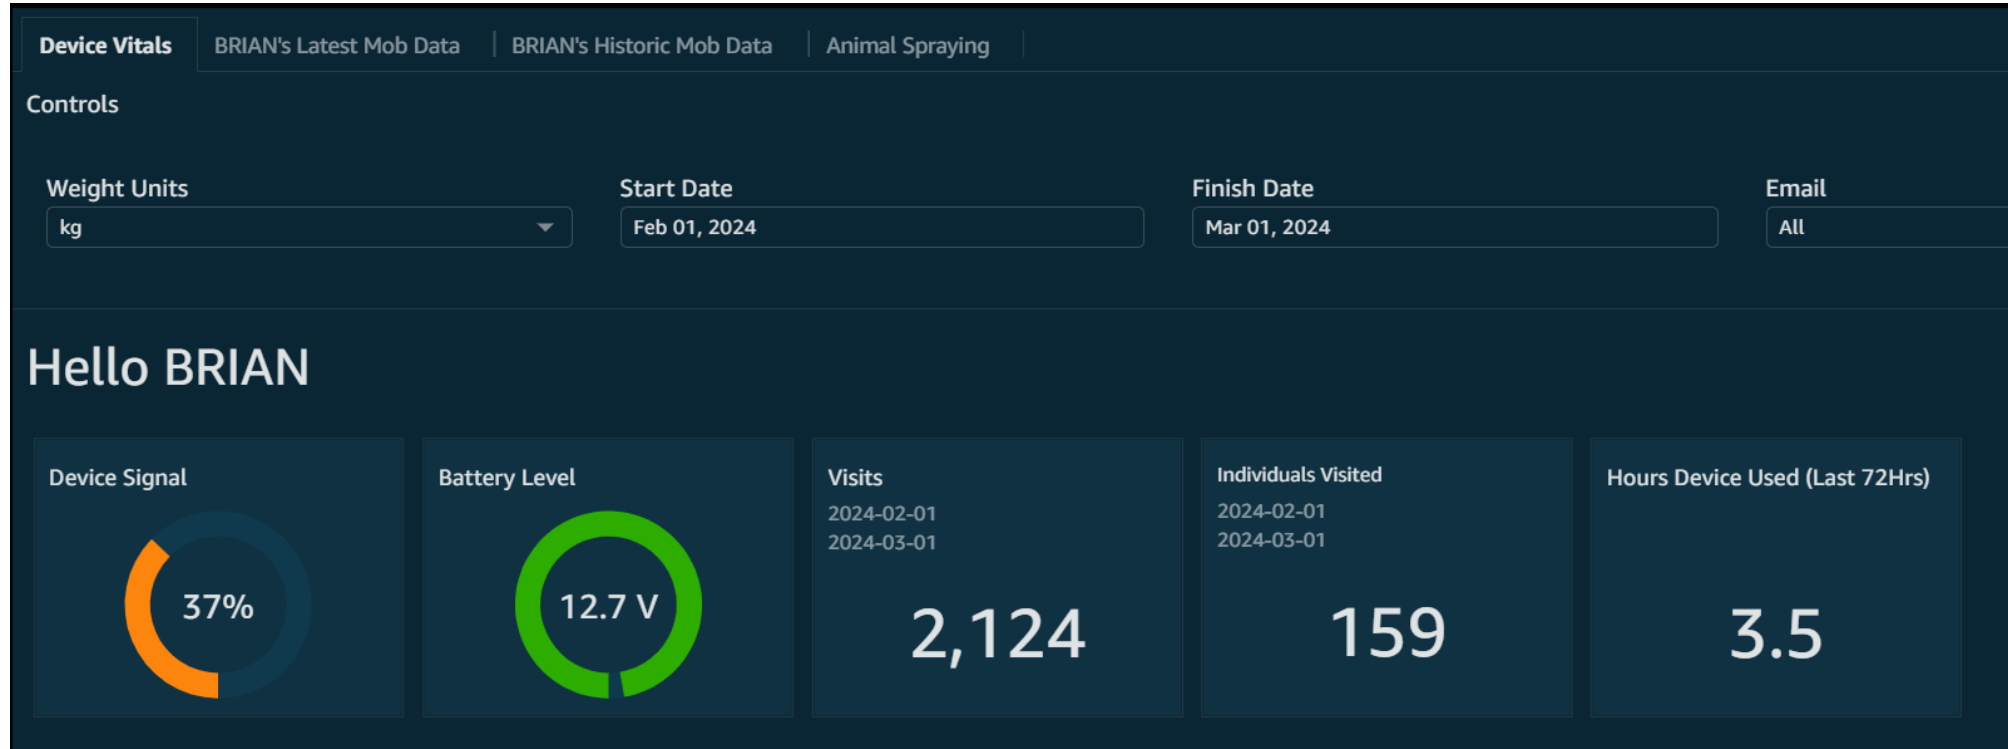 Device Vitals BRIAN's Latest Mob Data BRIAN's Historic Mob Data Animal Spraying
Controls
Weight Units Start Date Finish Date Email
kg Feb 01, 2024 Mar 01, 2024 All
Hello BRIAN
Device Signal Battery Level Visits Individuals Visited Hours Device Used (Last 72Hrs)
2024-02-01 2024-02-01
2024-03-01 2024-03-01
37% 12.7 V 2,124 159 3.5